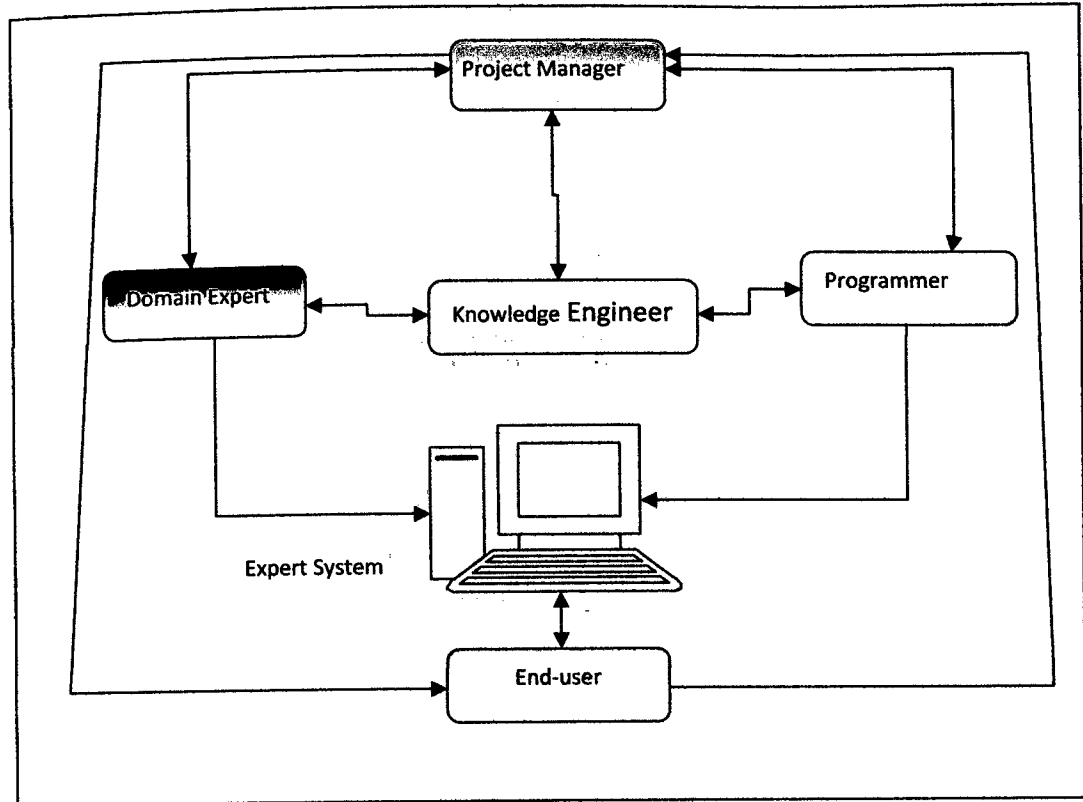 Project Manager
Domain Expert
Knowledge Engineer
Programmer
Expert System
End-user